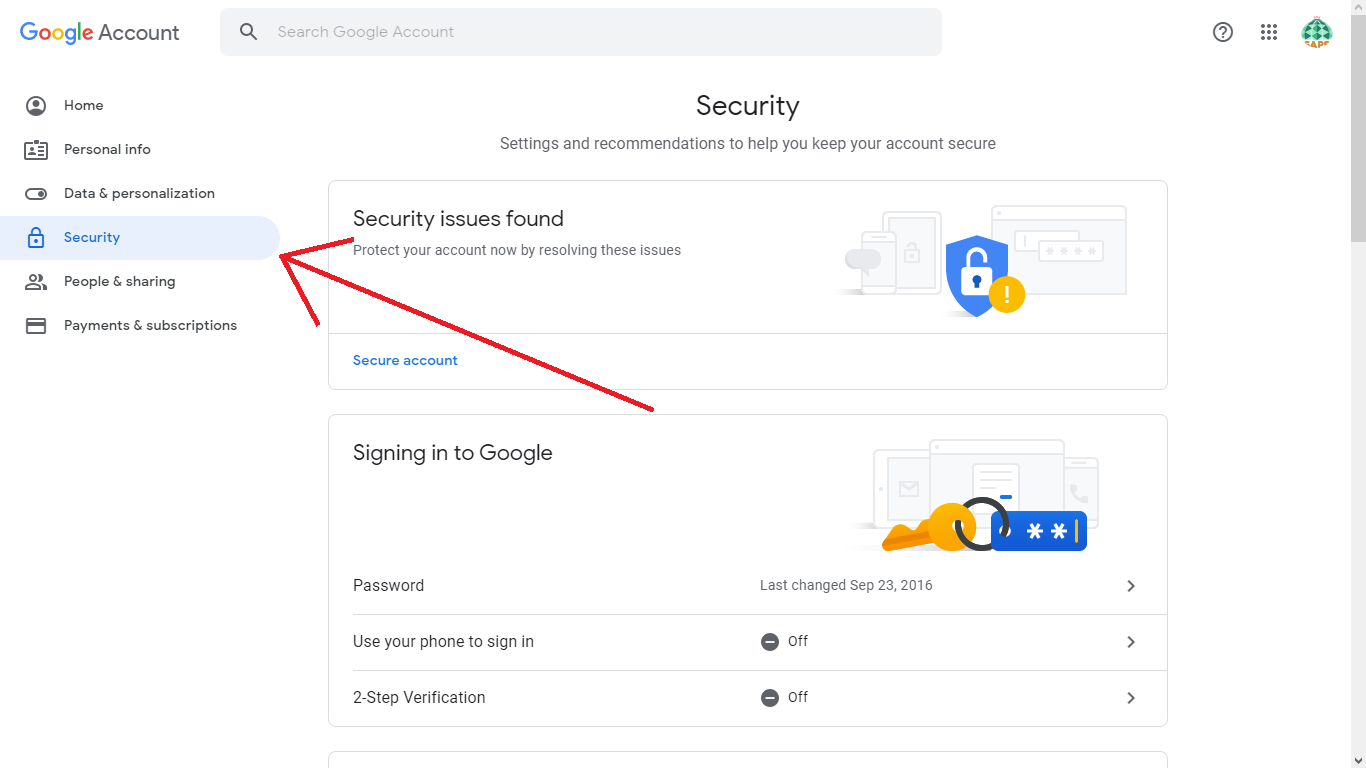 Google Account
Search Google Account
SAPS
Home
Personal info
Data & personalization
Security
People & sharing
Payments & subscriptions
Security
Settings and recommendations to help you keep your account secure
Security issues found
Protect your account now by resolving these issues
Secure account
Signing in to Google
Password
Last changed Sep 23, 2016
Use your phone to sign in
Off
2-Step Verification
Off